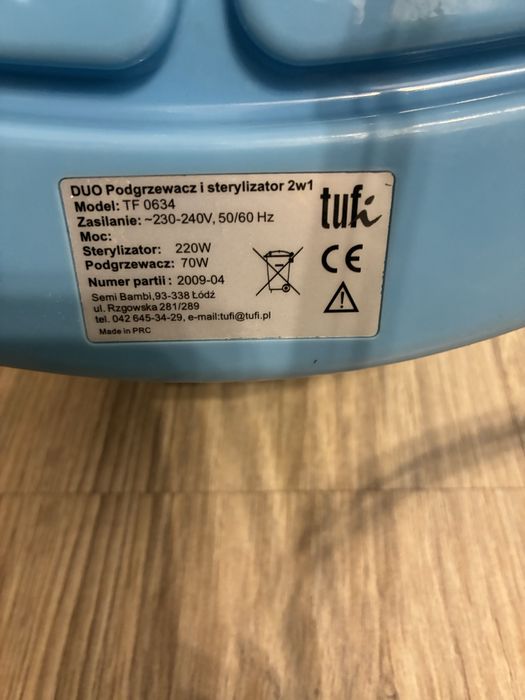 DUO Podgrzewacz i sterylizator 2w1
Model: TF 0634
Zasilanie: ~230-240V, 50/60 Hz
Moc:
Sterylizator: 220W
Podgrzewacz: 70W
Numer partii: 2009-04
Semi Bambi,93-338 Łódź
ul. Rzgowska 281/289
tel. 042 645-34-29, e-mail:tufi@tufi.pl
Made in PRC
tufi
CE